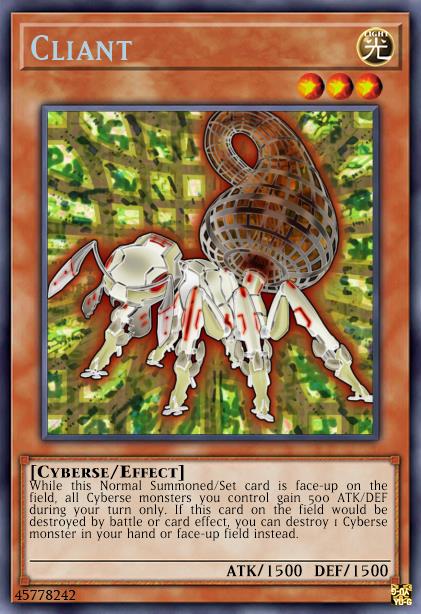 CLIANT
LIGHT
光
[CYBERSE/EFFECT]
While this Normal Summoned/Set card is face-up on the
field, all Cyberse monsters you control gain 500 ATK/DEF
during your turn only. If this card on the field would be
destroyed by battle or card effect, you can destroy 1 Cyberse
monster in your hand or face-up field instead.
ATK/1500 DEF/1500
45778242